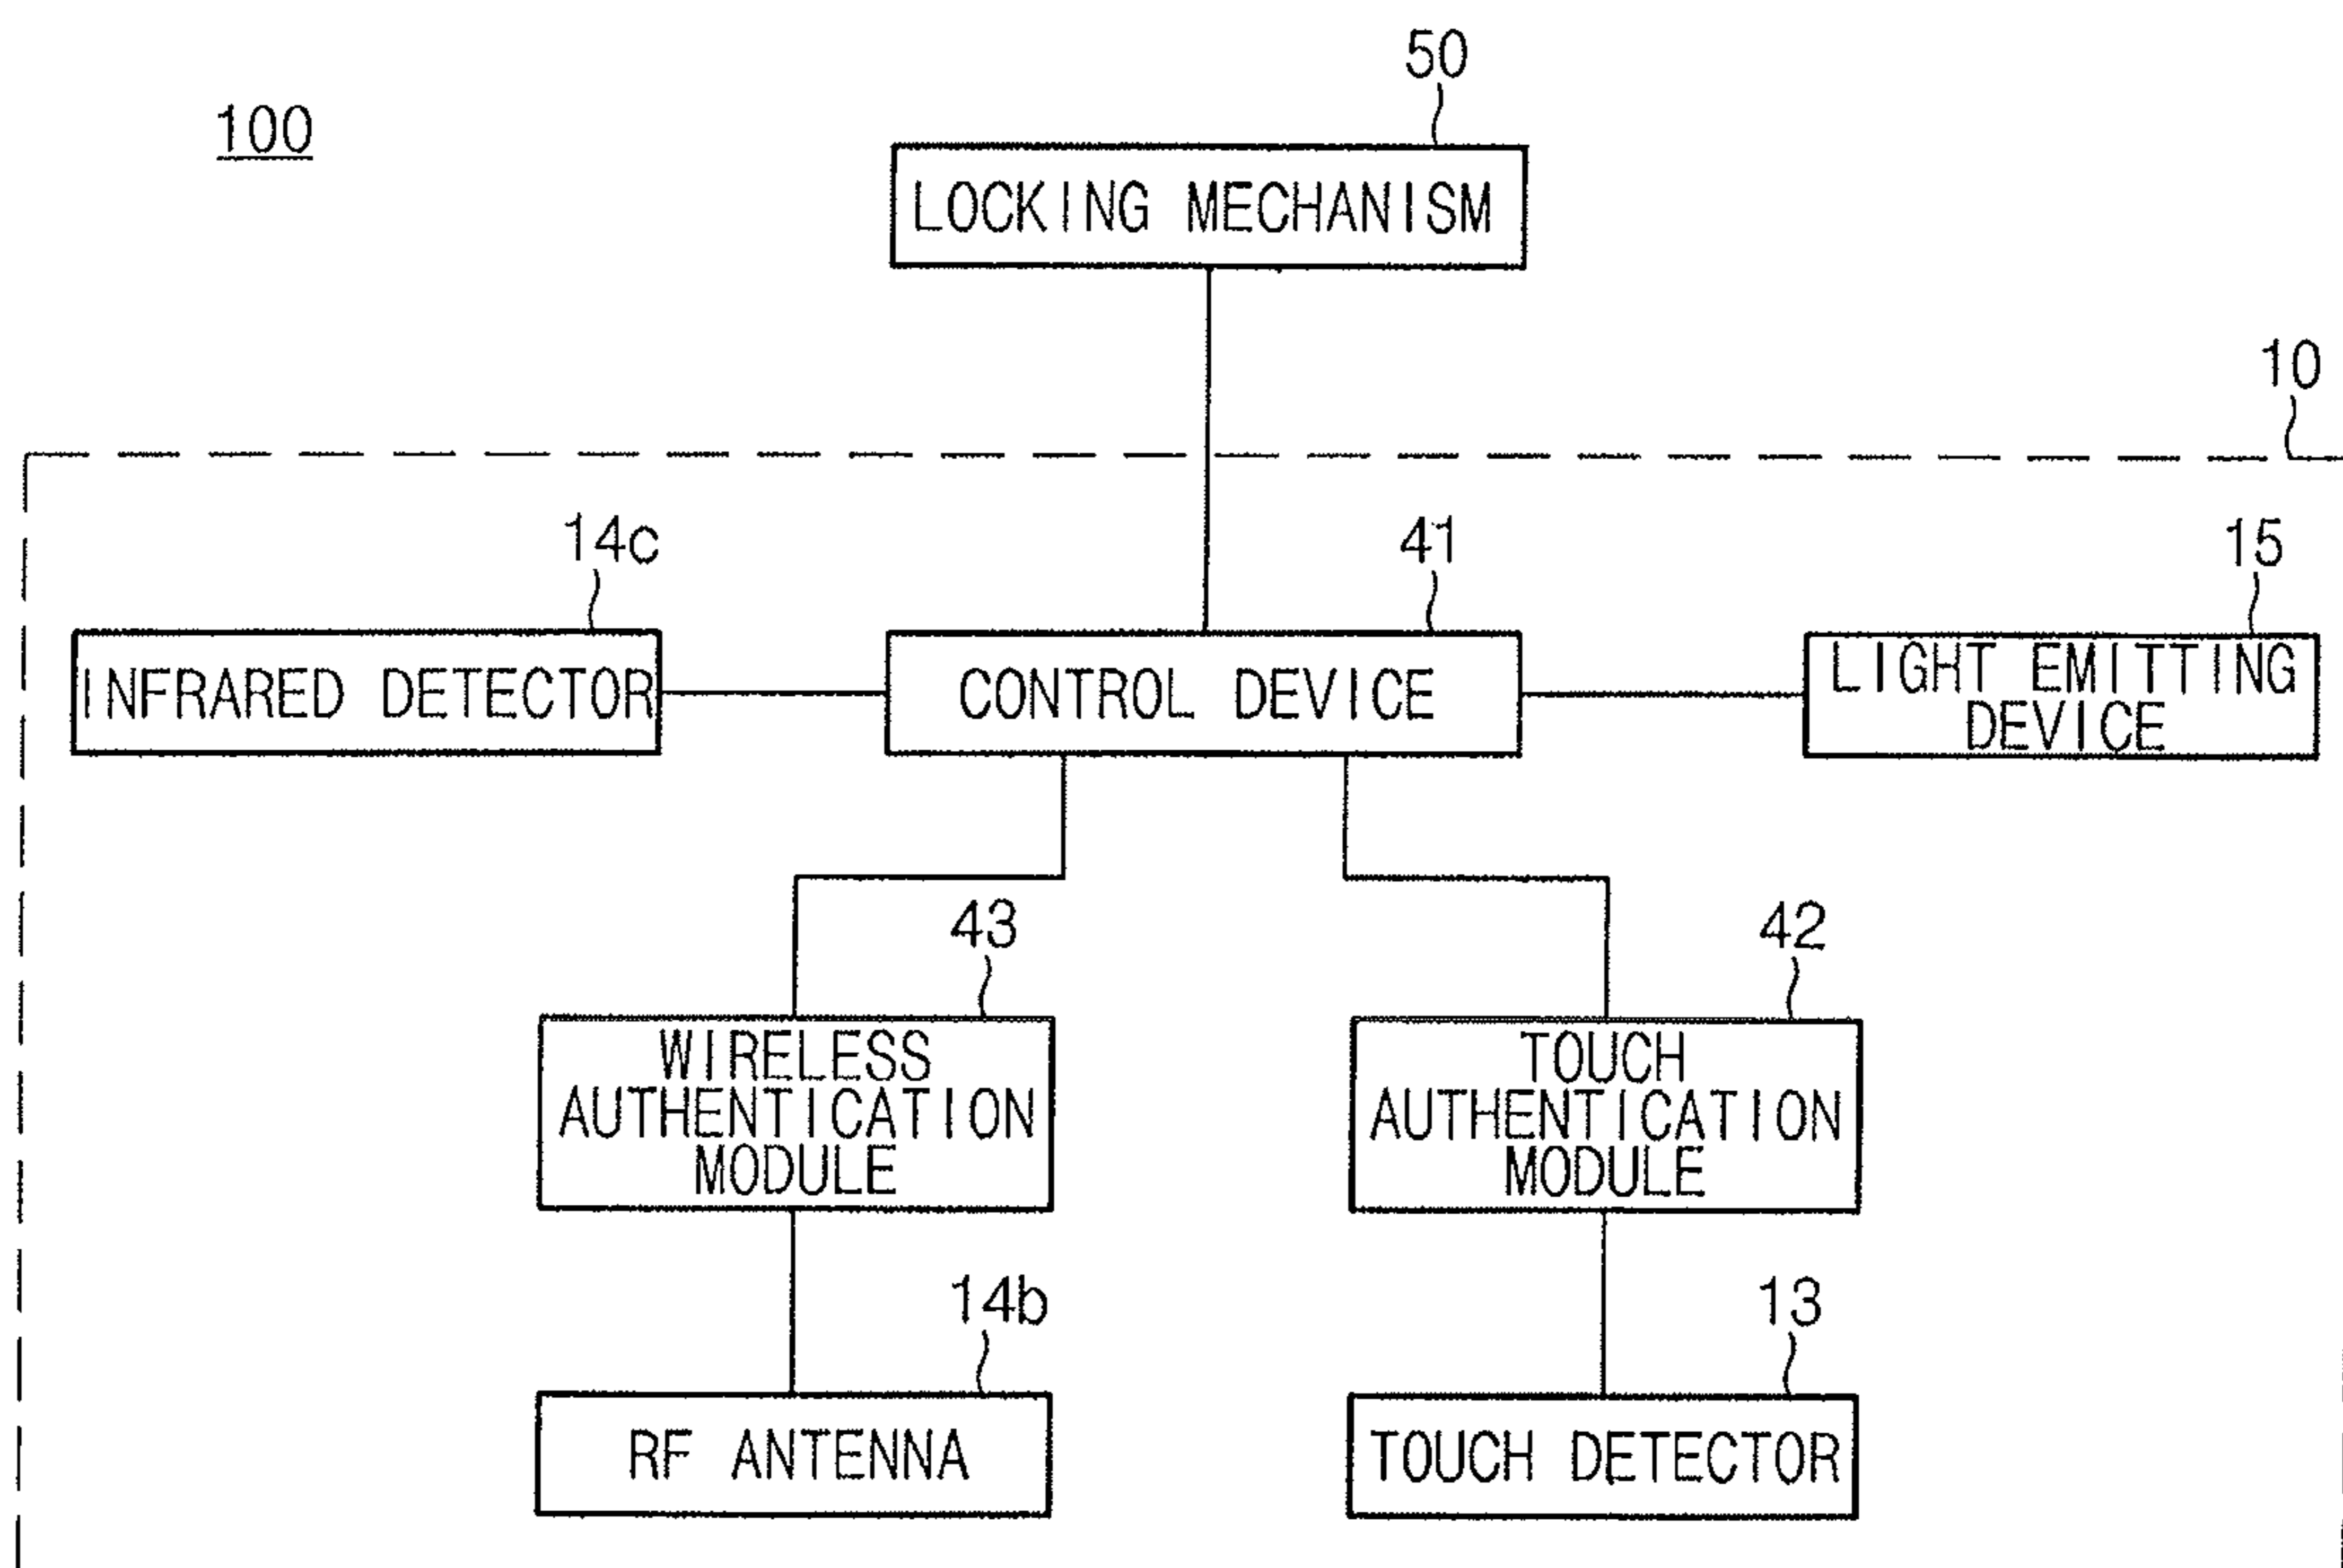 50
100
LOCKING MECHANISM
10
14c
41
15
INFRARED DETECTOR
CONTROL DEVICE
LIGHT EMITTING
DEVICE
43
42
WIRELESS
AUTHENTICATION
MODULE
TOUCH
AUTHENTICATION
MODULE
14b
13
RF ANTENNA
TOUCH DETECTOR